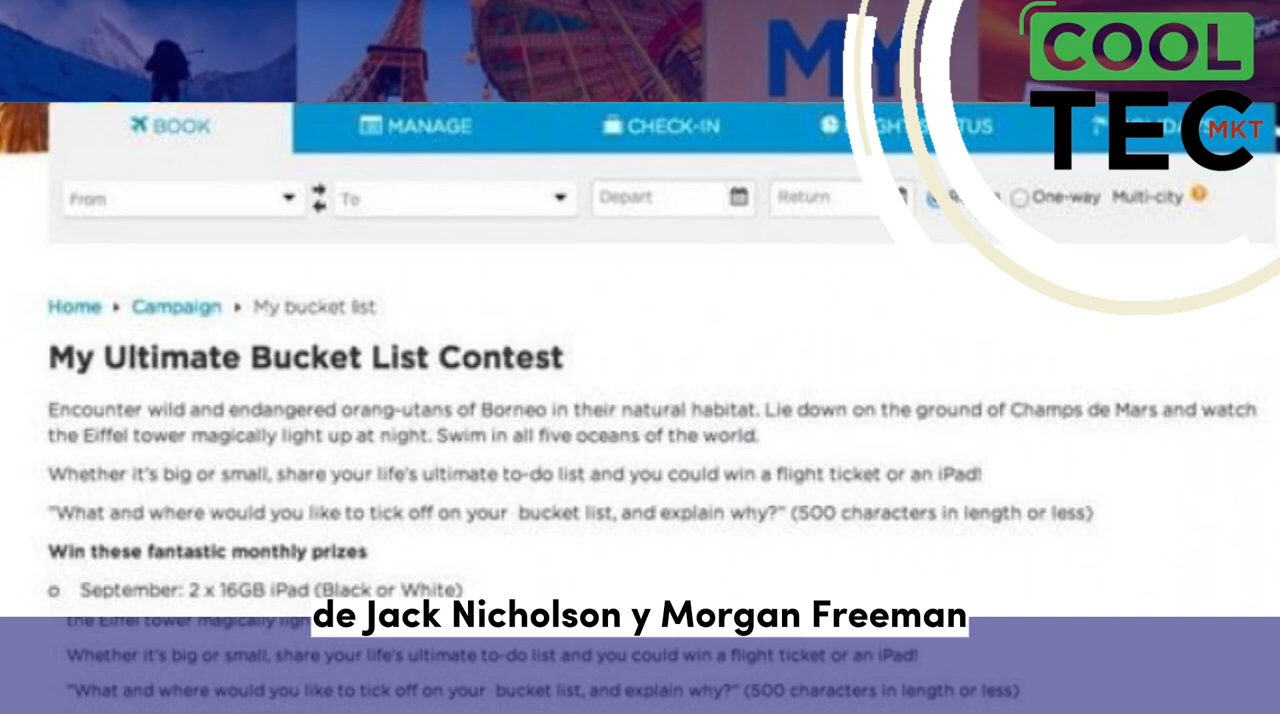 MY
COOL
TEC
MKT
BOOK
MANAGE
CHECK-IN
From
To
Depart
Return
One-way
Multi-city
Home ▸ Campaign ▸ My bucket list
My Ultimate Bucket List Contest
Encounter wild and endangered orang-utans of Borneo in their natural habitat. Lie down on the ground of Champs de Mars and watch
the Eiffel tower magically light up at night. Swim in all five oceans of the world.
Whether it's big or small, share your life's ultimate to-do list and you could win a flight ticket or an iPad!
"What and where would you like to tick off on your bucket list, and explain why?" (500 characters in length or less)
Win these fantastic monthly prizes
o September: 2 x 16GB iPad (Black or White)
de Jack Nicholson y Morgan Freeman
the Eiffel tower magically
Whether it's big or small, share your life's ultimate to-do list and you could win a flight ticket or an iPad!
"What and where would you like to tick off on your bucket list, and explain why?" (500 characters in length or less)